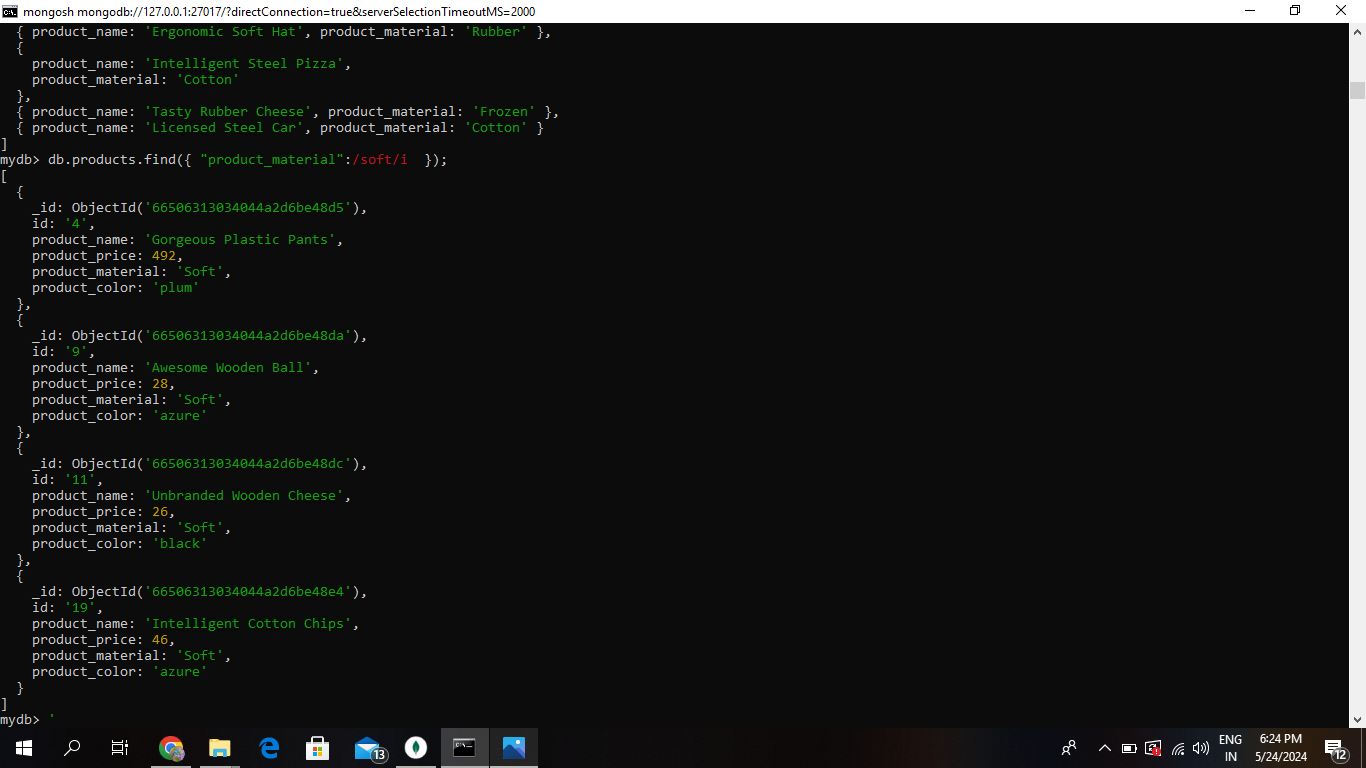 mongosh mongodb://127.0.0.1:27017/?directConnection=true&serverSelectionTimeoutMS=2000
  { product_name: 'Ergonomic Soft Hat', product_material: 'Rubber' },
  {
    product_name: 'Intelligent Steel Pizza',
    product_material: 'Cotton'
  },
  { product_name: 'Tasty Rubber Cheese', product_material: 'Frozen' },
  { product_name: 'Licensed Steel Car', product_material: 'Cotton' }
]
mydb> db.products.find({ "product_material":/soft/i  });
[
  {
    _id: ObjectId('66506313034044a2d6be48d5'),
    id: '4',
    product_name: 'Gorgeous Plastic Pants',
    product_price: 492,
    product_material: 'Soft',
    product_color: 'plum'
  },
  {
    _id: ObjectId('66506313034044a2d6be48da'),
    id: '9',
    product_name: 'Awesome Wooden Ball',
    product_price: 28,
    product_material: 'Soft',
    product_color: 'azure'
  },
  {
    _id: ObjectId('66506313034044a2d6be48dc'),
    id: '11',
    product_name: 'Unbranded Wooden Cheese',
    product_price: 26,
    product_material: 'Soft',
    product_color: 'black'
  },
  {
    _id: ObjectId('66506313034044a2d6be48e4'),
    id: '19',
    product_name: 'Intelligent Cotton Chips',
    product_price: 46,
    product_material: 'Soft',
    product_color: 'azure'
  }
]
mydb> '
13
ENG
IN
6:24 PM
5/24/2024
12